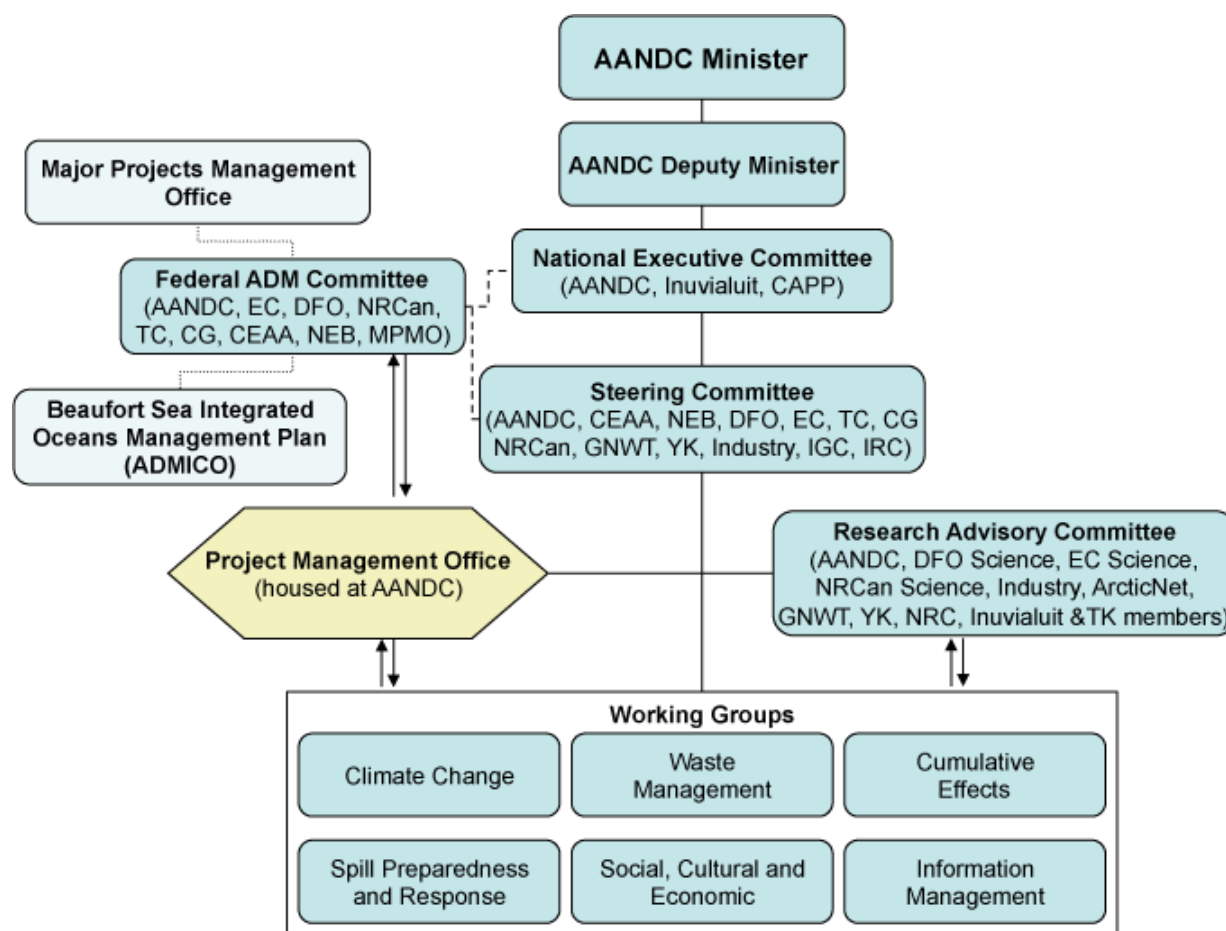 AANDC Minister
AANDC Deputy Minister
Major Projects Management
Office
National Executive Committee
(AANDC, Inuvialuit, CAPP)
Federal ADM Committee
(AANDC, EC, DFO, NRCan,
TC, CG, CEAA, NEB, MPMO)
Steering Committee
(AANDC, CEAA, NEB, DFO, EC, TC, CG
NRCan, GNWT, YK, Industry, IGC, IRC)
Beaufort Sea Integrated
Oceans Management Plan
(ADMICO)
Project Management Office
(housed at AANDC)
Research Advisory Committee
(AANDC, DFO Science, EC Science,
NRCan Science, Industry, ArcticNet,
GNWT, YK, NRC, Inuvialuit &TK members)
Working Groups
Climate Change
Waste
Management
Cumulative
Effects
Spill Preparedness
and Response
Social, Cultural and
Economic
Information
Management